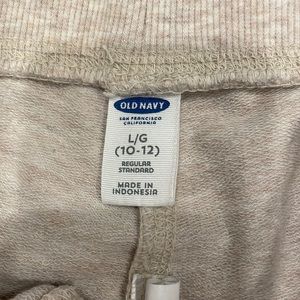 OLD NAVY
SAN FRANCISCO
CALIFORNIA
L/G
(10-12)
REGULAR
STANDARD
MADE IN
INDONESIA